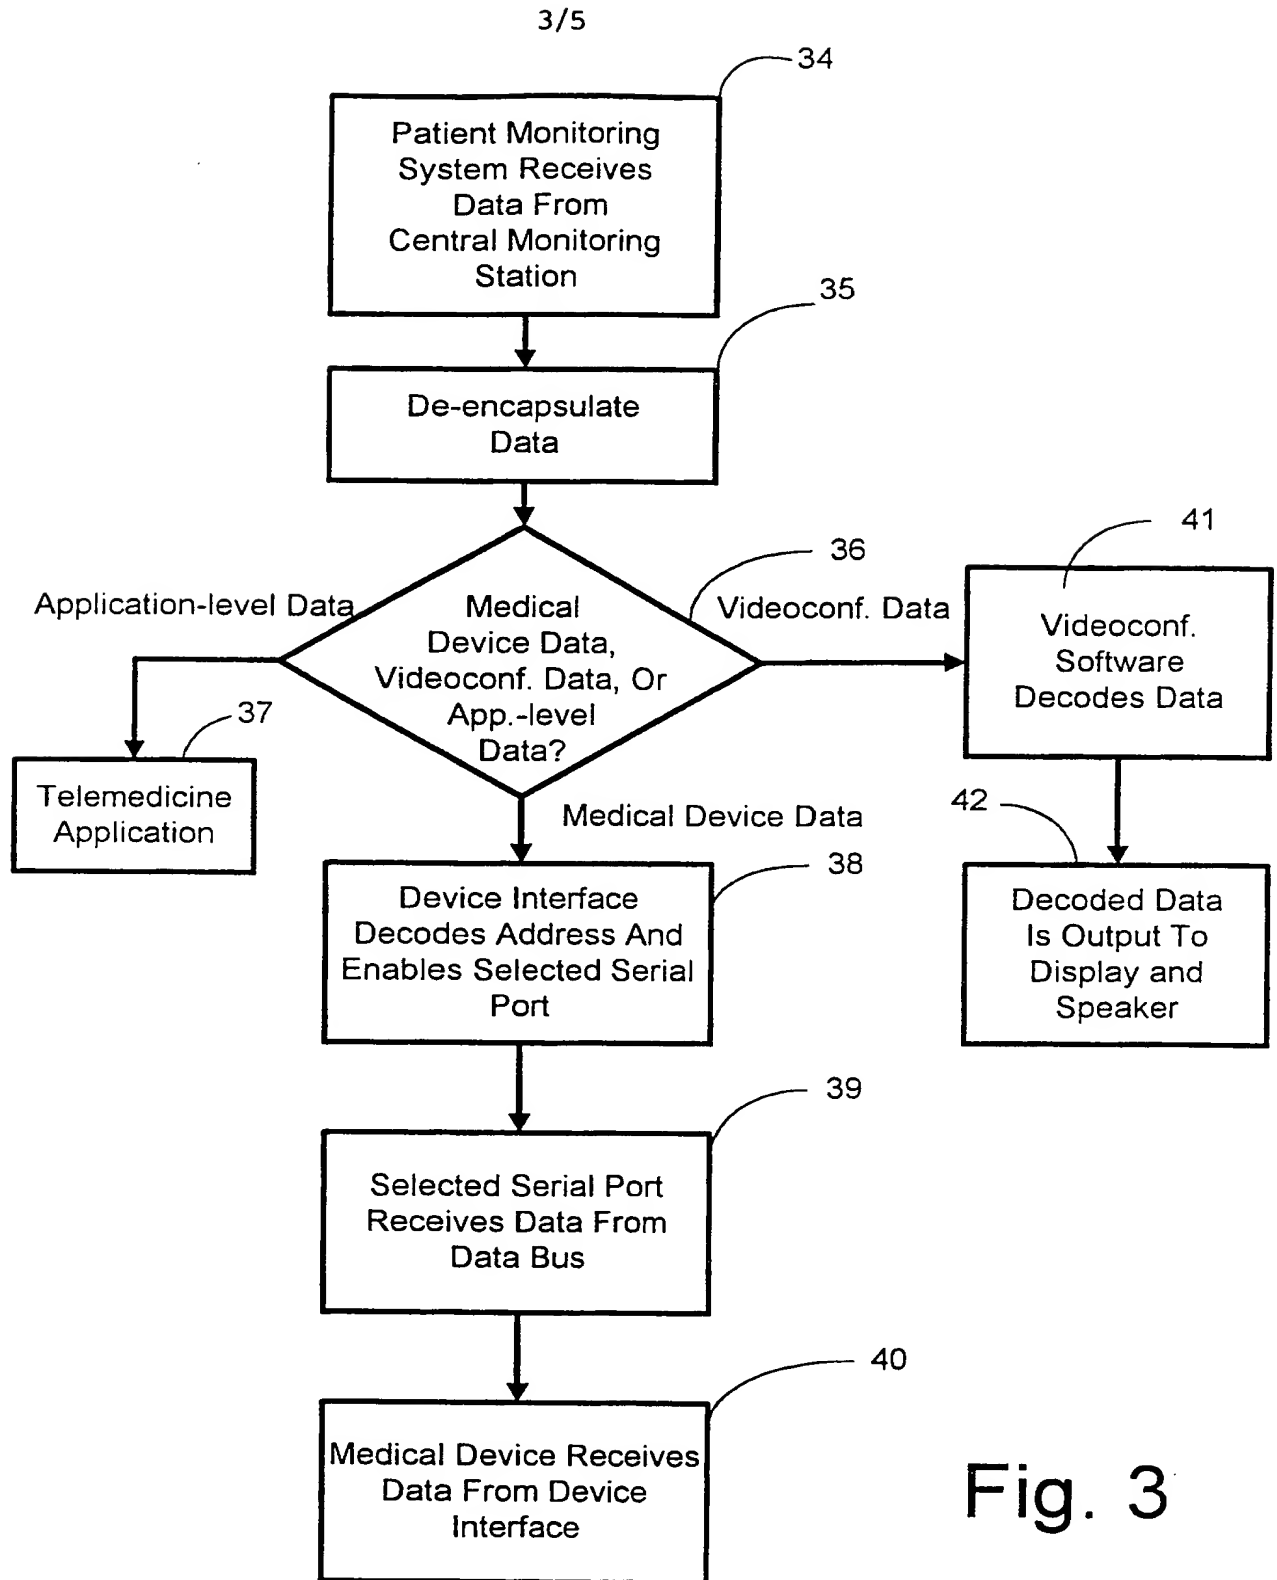 3/5
34
Patient Monitoring
System Receives
Data From
Central Monitoring
Station
35
De-encapsulate
Data
36
Medical
Device Data,
Videoconf. Data, Or
App.-level
Data?
Application-level Data
37
Telemedicine
Application
Videoconf. Data
41
Videoconf.
Software
Decodes Data
42
Decoded Data
Is Output To
Display and
Speaker
Medical Device Data
38
Device Interface
Decodes Address And
Enables Selected Serial
Port
39
Selected Serial Port
Receives Data From
Data Bus
40
Medical Device Receives
Data From Device
Interface
Fig. 3